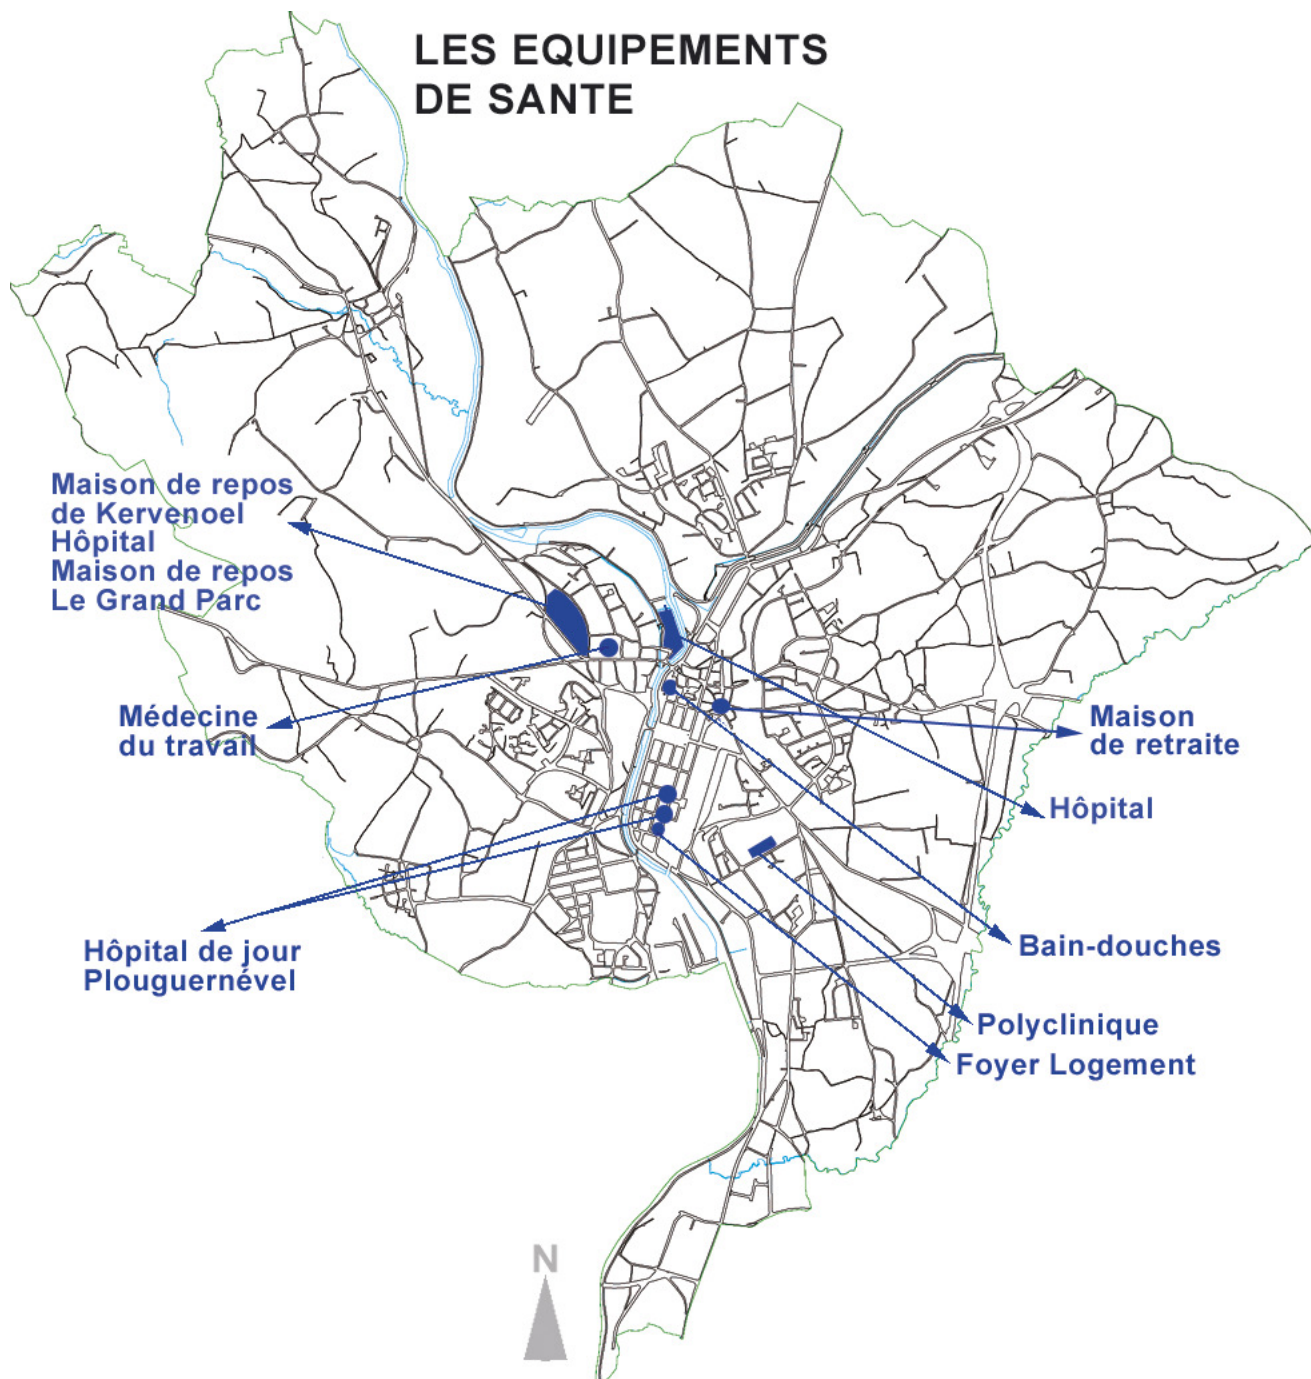 LES EQUIPEMENTS
DE SANTE
Maison de repos
de Kervenoel
Hôpital
Maison de repos
Le Grand Parc
Médecine
du travail
Maison
de retraite
Hôpital
Hôpital de jour
Plouguernével
Bain-douches
Polyclinique
Foyer Logement
N